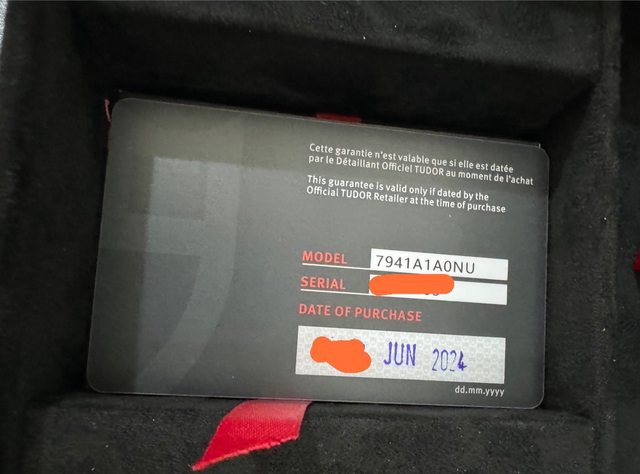 Cette garantie n'est valable que si elle est datée
par le Détaillant Officiel TUDOR au moment de l'achat
This guarantee is valid only if dated by the
Official TUDOR Retailer at the time of purchase
MODEL 7941A1A0NU
SERIAL
DATE OF PURCHASE
JUN 2024
dd.mm.yyyy